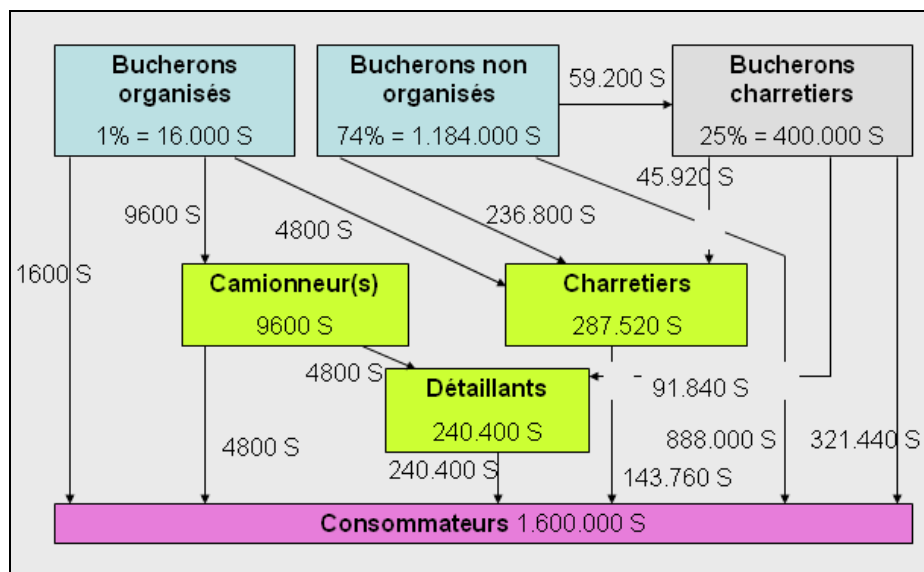 Bucherons
organisés
1% = 16.000 S
Bucherons non
organisés
74% = 1.184.000 S
59.200 S
Bucherons
charretiers
25% = 400.000 S
45.920 S
9600 S
4800 S
236.800 S
1600 S
Camionneur(s)
9600 S
Charretiers
287.520 S
4800 S
Détaillants
240.400 S
91.840 S
4800 S
240.400 S
143.760 S
888.000 S
321.440 S
Consommateurs 1.600.000 S